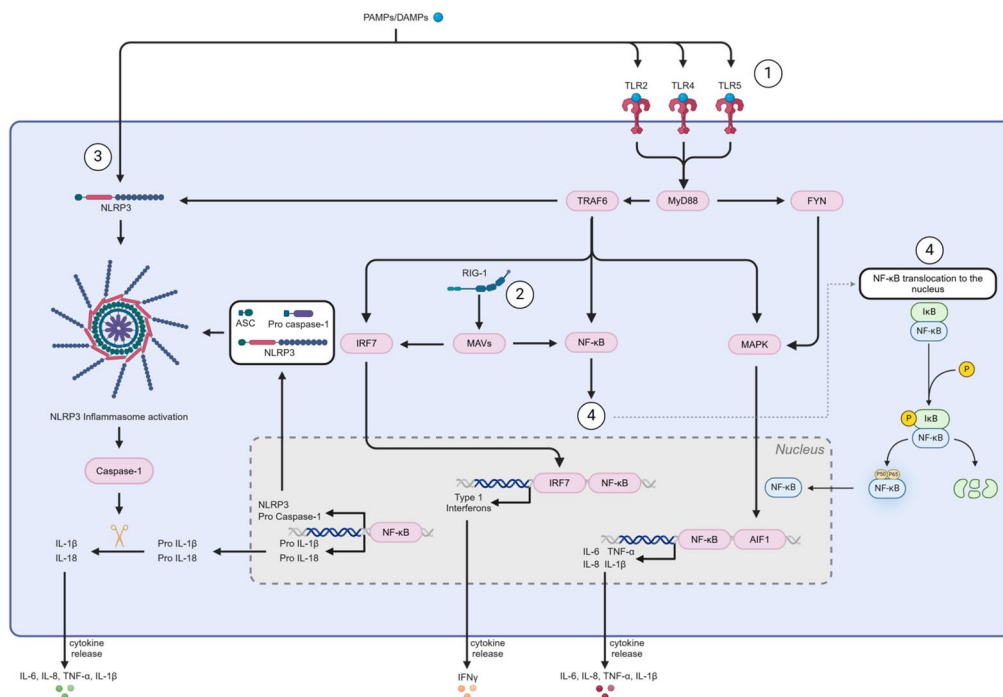 PAMPs/DAMPs
1
TLR2
TLR4
TLR5
3
NLRP3
TRAF6
MyD88
FYN
4
NF-κB translocation to the
nucleus
RIG-1
2
ASC
Pro caspase-1
NLRP3
IRF7
MAVs
NF-κB
MAPK
IκB
NF-κB
P
P
IκB
NF-κB
4
NLRP3 Inflammasome activation
Nucleus
Caspase-1
IRF7
NF-κB
Type 1
Interferons
P50
P65
NF-κB
NF-κB
NLRP3
Pro Caspase-1
NF-κB
Pro IL-1β
Pro IL-18
NF-κB
AIF1
IL-6 TNF-α
IL-8 IL-1β
IL-1β
IL-18
Pro IL-1β
Pro IL-18
cytokine
release
cytokine
release
cytokine
release
IL-6, IL-8, TNF-α, IL-1β
IFNγ
IL-6, IL-8, TNF-α, IL-1β